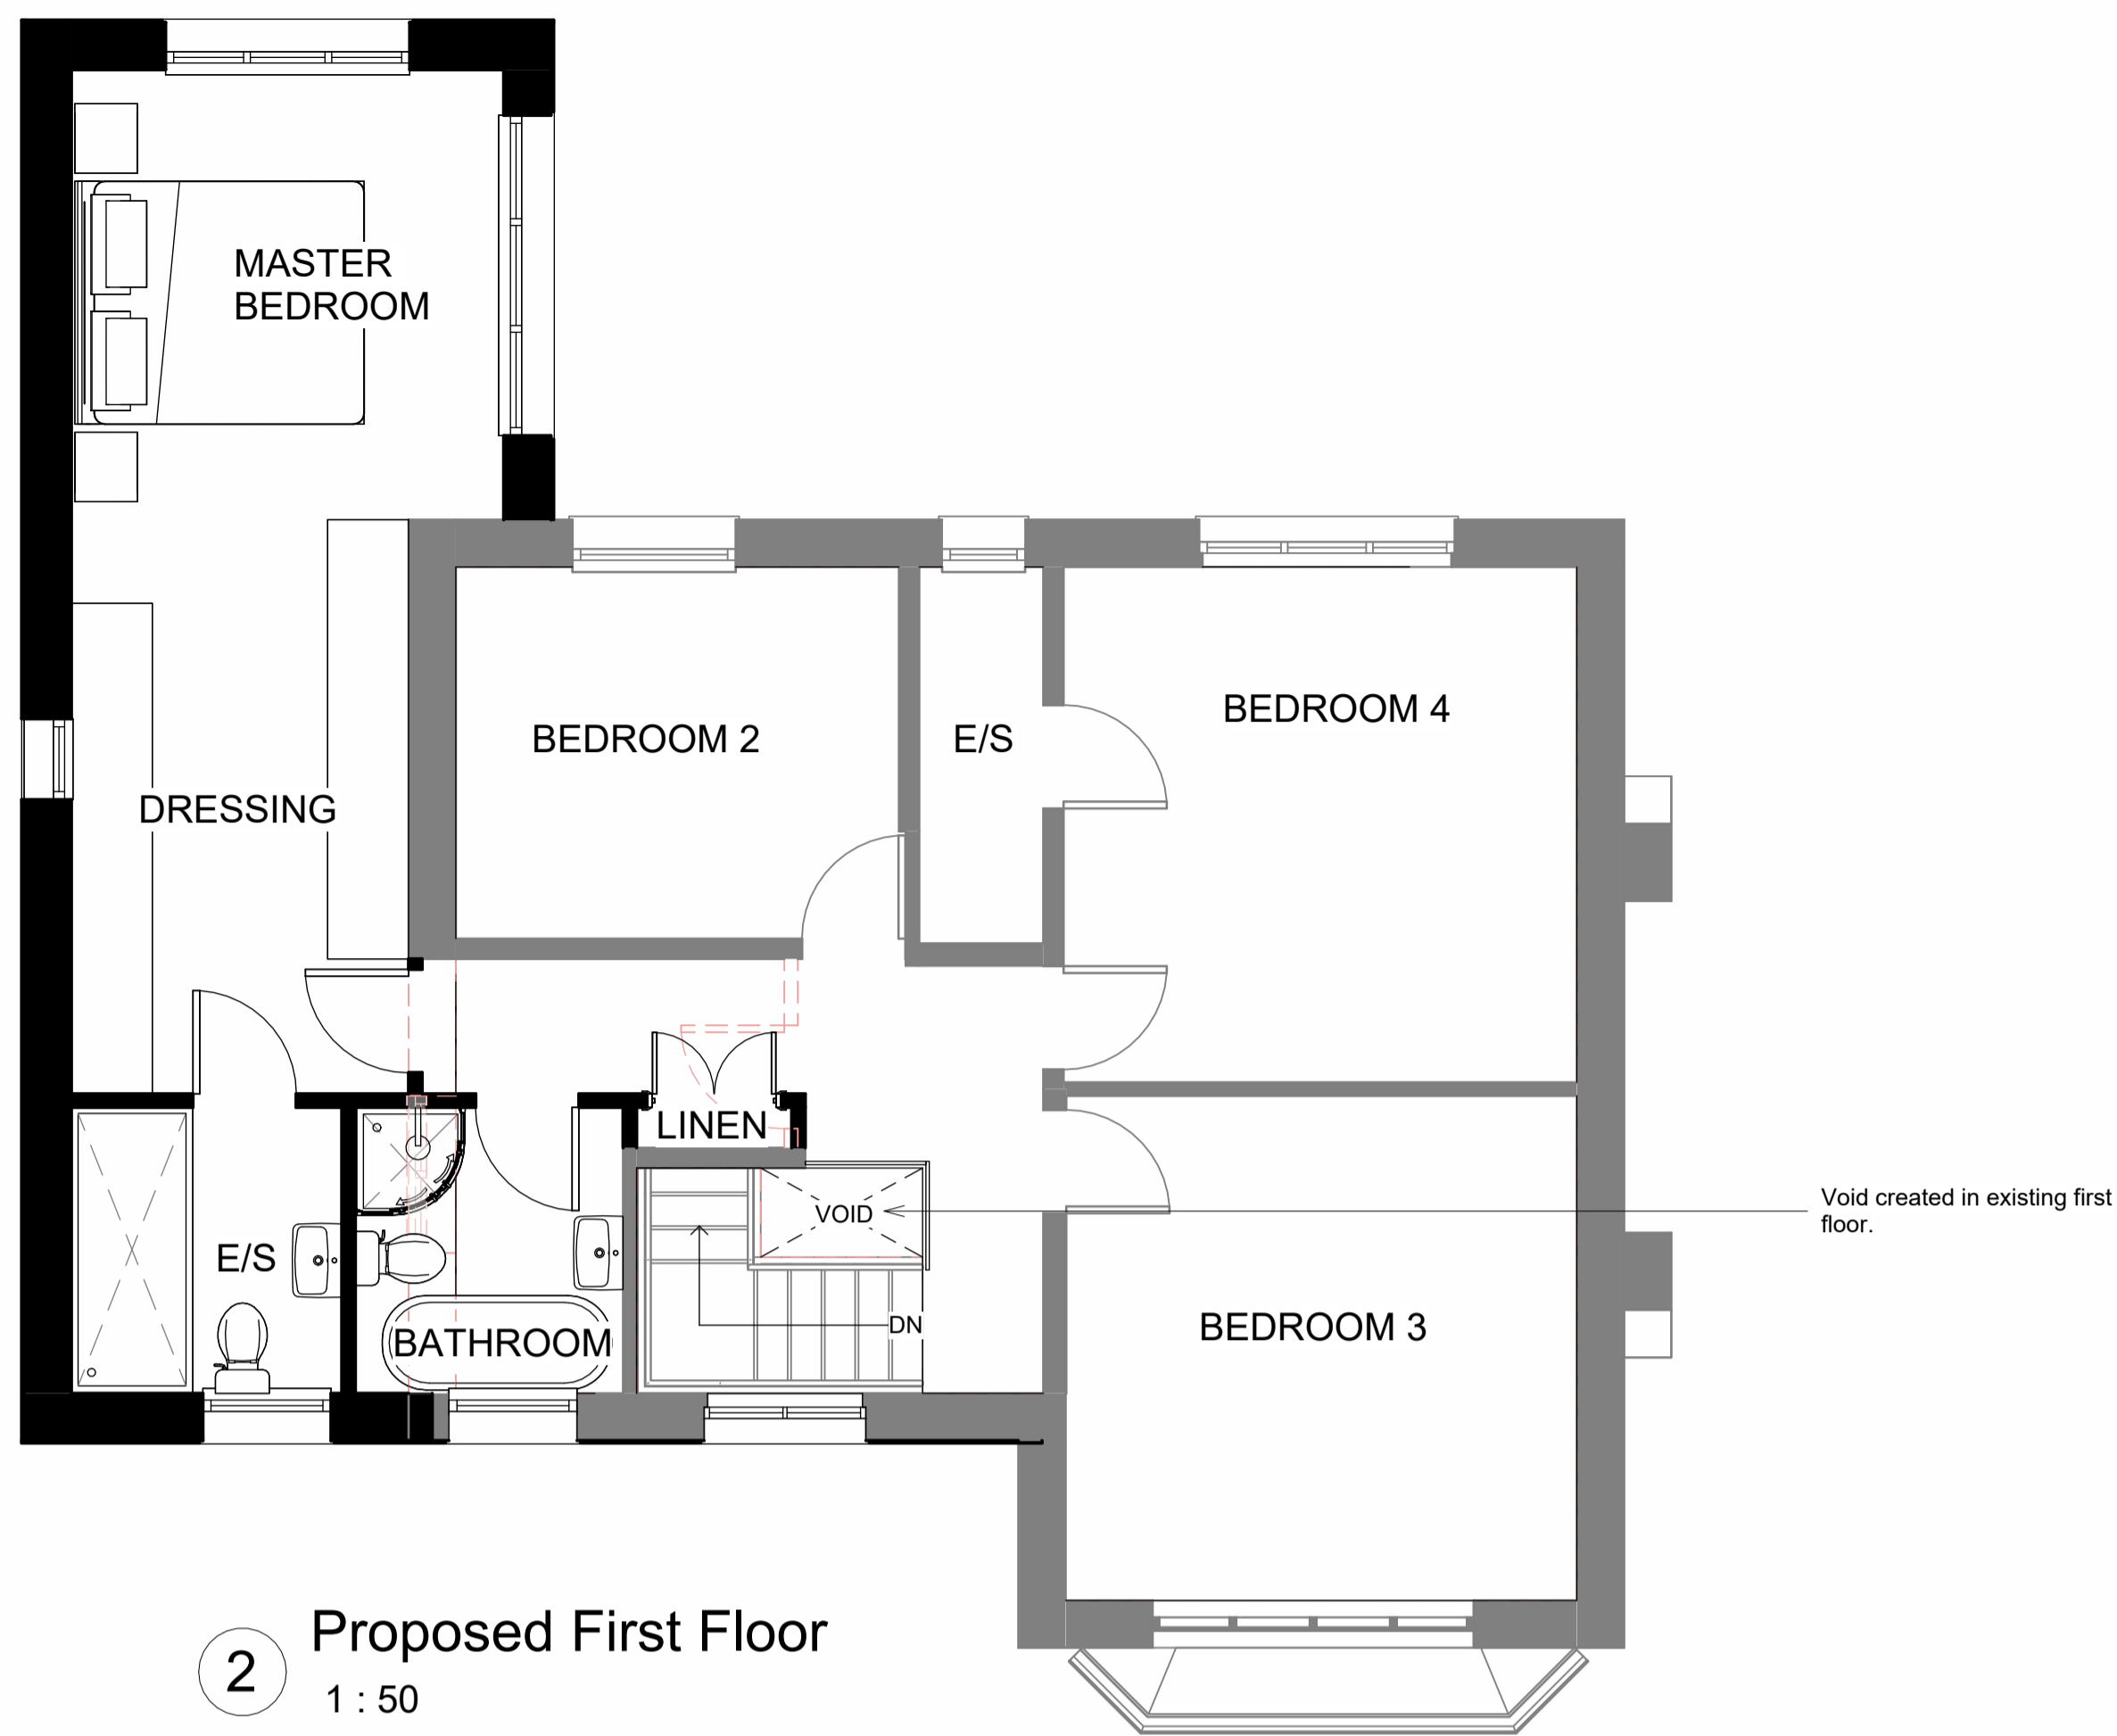 MASTER
BEDROOM
BEDROOM 2
E/S
BEDROOM 4
DRESSING
LINEN
VOID
Void created in existing first
floor.
E/S
BATHROOM
DN
BEDROOM 3
2
Proposed First Floor
1 : 50